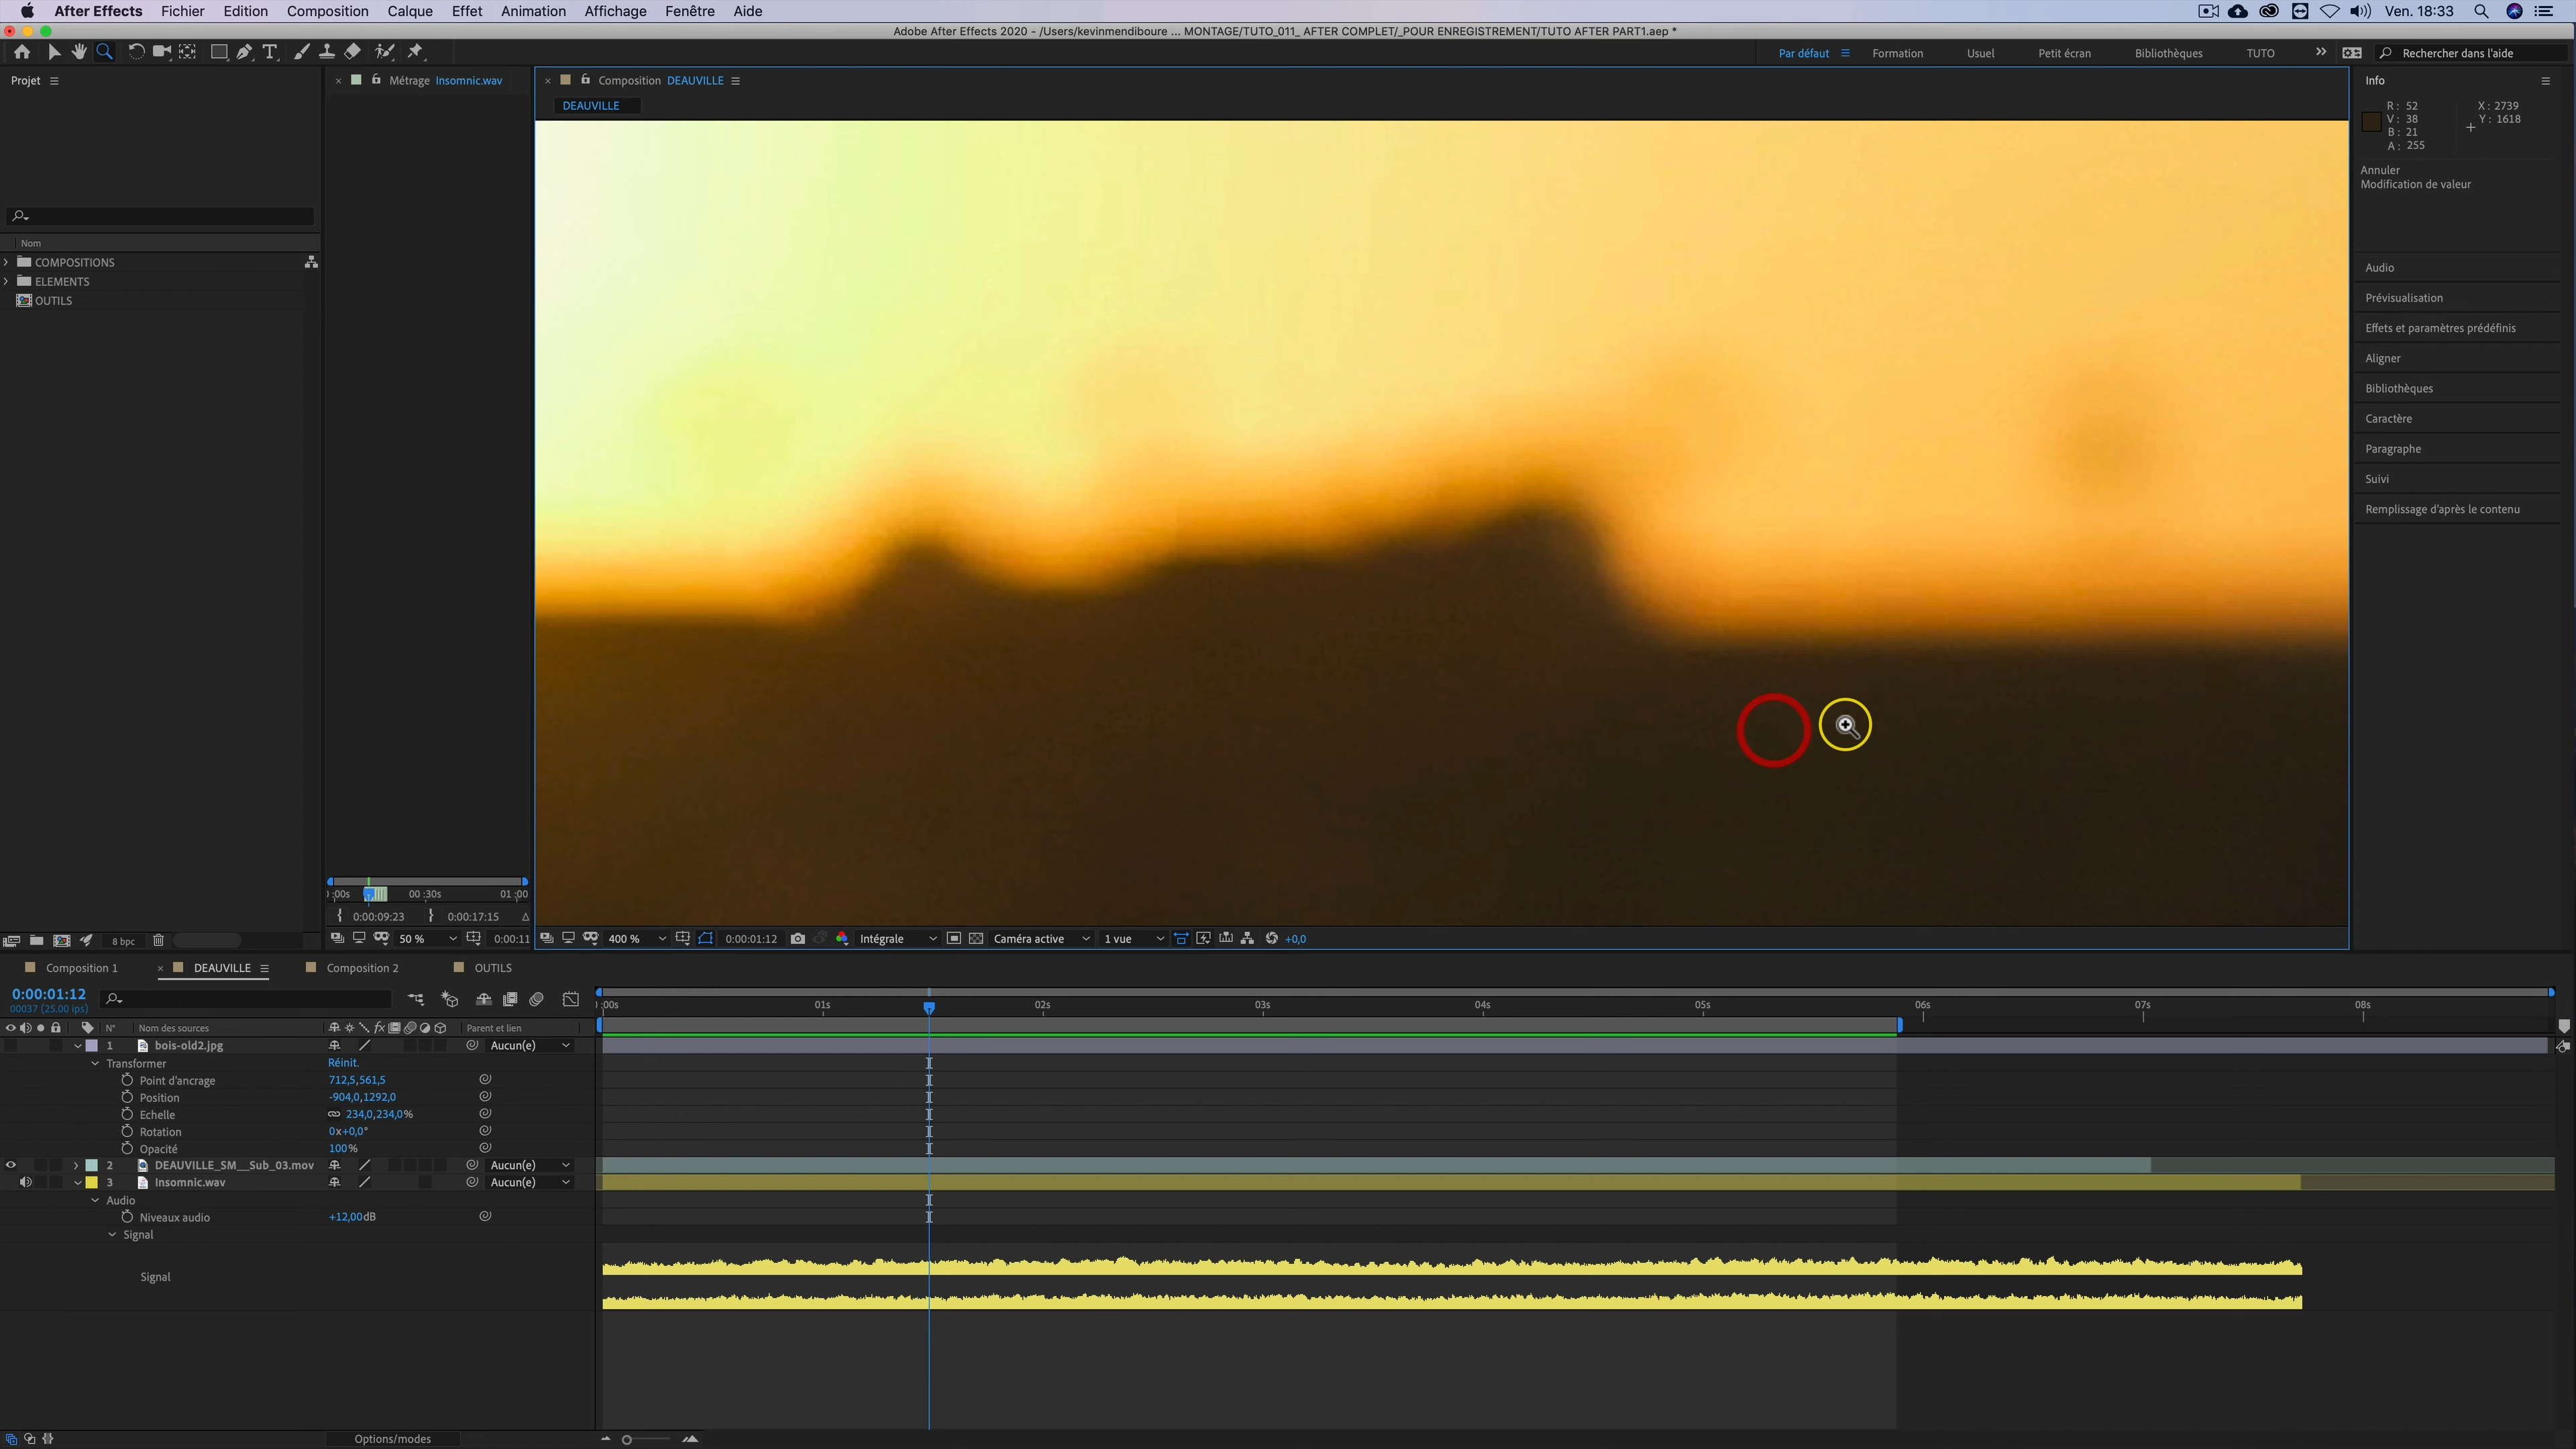 After Effects Fichier Edition Composition Calque Effet Animation Affichage Fenêtre Aide Ven. 18:33
Adobe After Effects 2020 - /Users/kevinmendiboure ... MONTAGE/TUTO_011_ AFTER COMPLET/_POUR ENREGISTREMENT/TUTO AFTER PART1.aep *
Par défaut Formation Usuel Petit écran Bibliothèques TUTO Rechercher dans l'aide
Projet
Métrage Insomnic.wav
Composition DEAUVILLE
DEAUVILLE
Nom
COMPOSITIONS
ELEMENTS
OUTILS
Info
R : 52 X : 2739
V : 38 Y : 1618
B : 21
A : 255
Annuler
Modification de valeur
Audio
Prévisualisation
Effets et paramètres prédéfinis
Aligner
Bibliothèques
Caractère
Paragraphe
Suivi
Remplissage d'après le contenu
:00s 00:30s 01:00
0:00:09:23 0:00:17:15
8 bpc
50 % 0:00:11
400 % 0:00:01:12 Intégrale Caméra active 1 vue +0,0
Composition 1 DEAUVILLE Composition 2 OUTILS
0:00:01:12
00037 (25.00 ips)
:00s 01s 02s 03s 04s 05s 06s 07s 08s
N° Nom des sources Parent et lien
1 bois-old2.jpg Aucun(e)
Transformer Réinit.
Point d'ancrage 712,5,561,5
Position -904,0,1292,0
Echelle 234,0,234,0%
Rotation 0x+0,0°
Opacité 100%
2 DEAUVILLE_SM__Sub_03.mov Aucun(e)
3 Insomnic.wav Aucun(e)
Audio
Niveaux audio +12,00dB
Signal
Signal
Options/modes